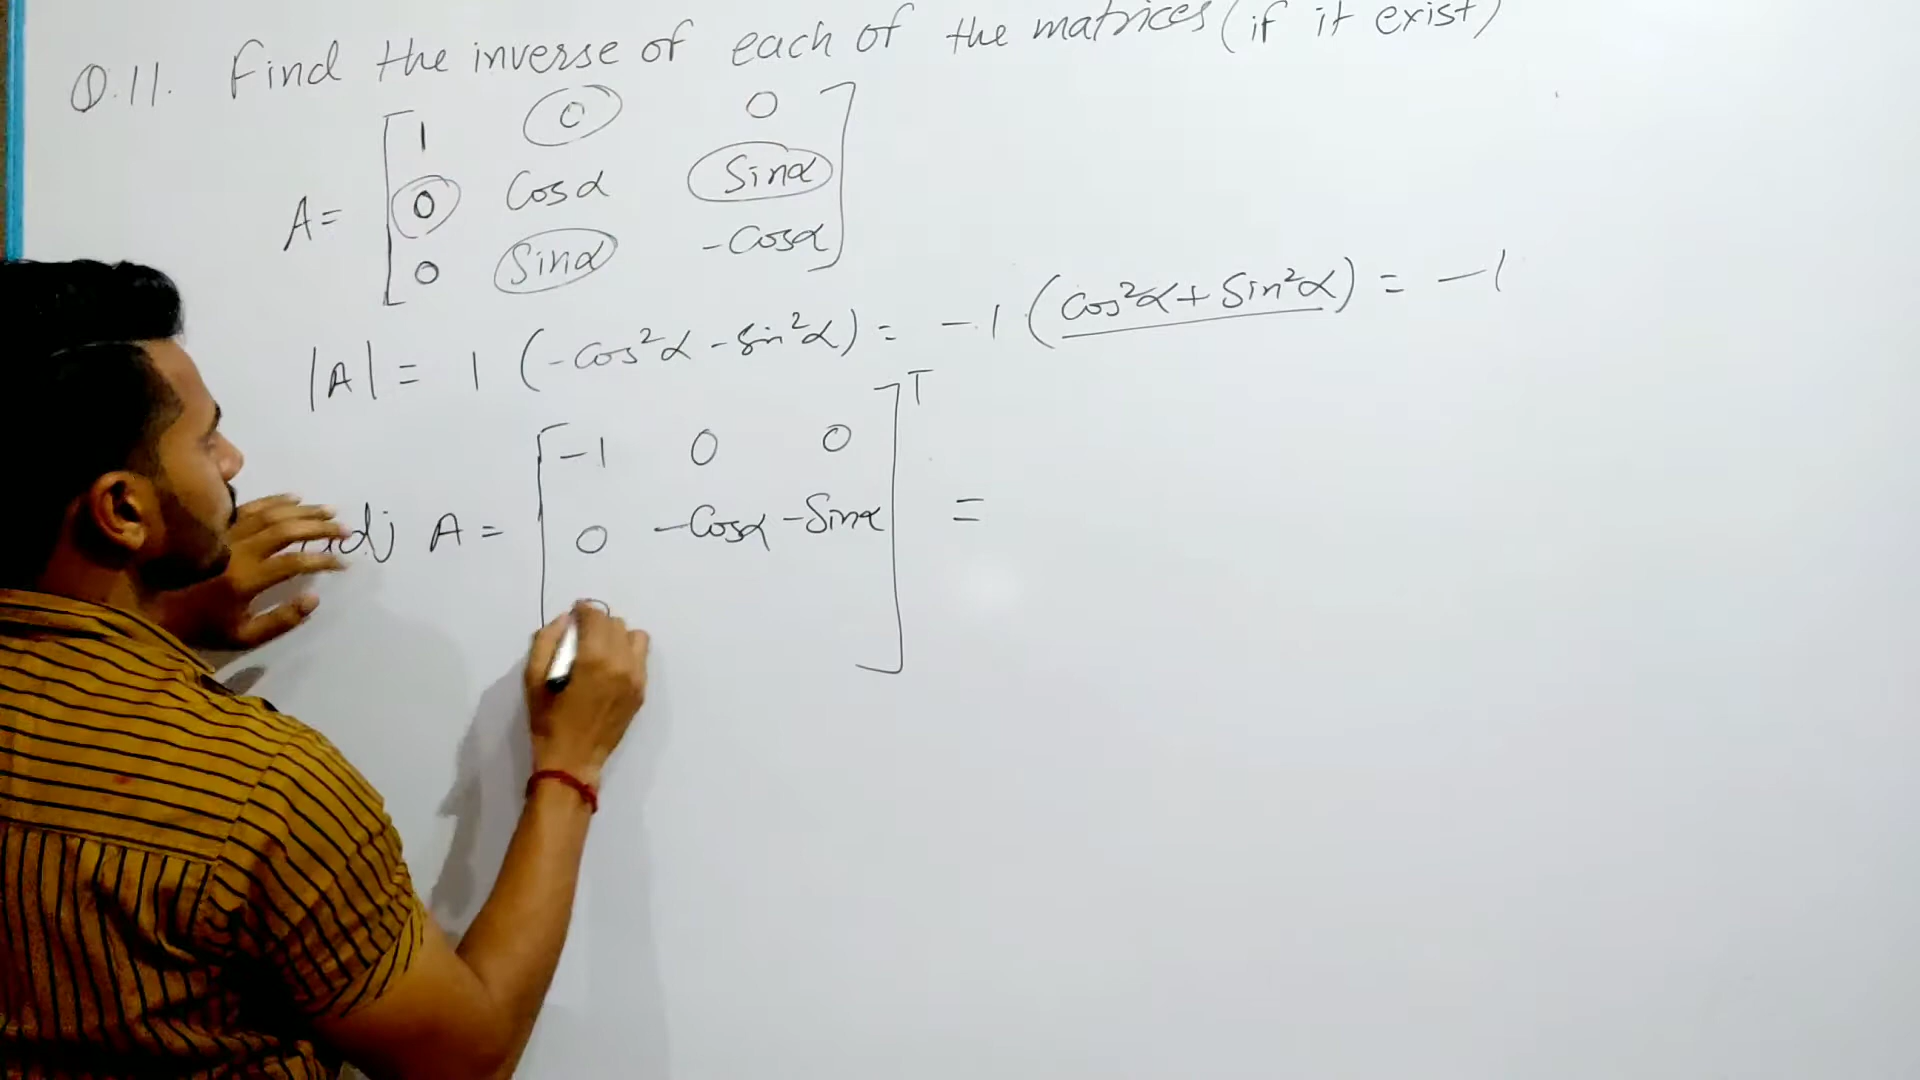 Q.11. Find the inverse of each of the matrices (if it exist)
1 0 0
A = 0 Cosα Sinα
0 Sinα -Cosα
|A| = 1 (-cos²α - sin²α) = -1 (cos²α + Sin²α) = -1
T
-1 0 0
adj A = 0 -Cosα -Sinα =
0